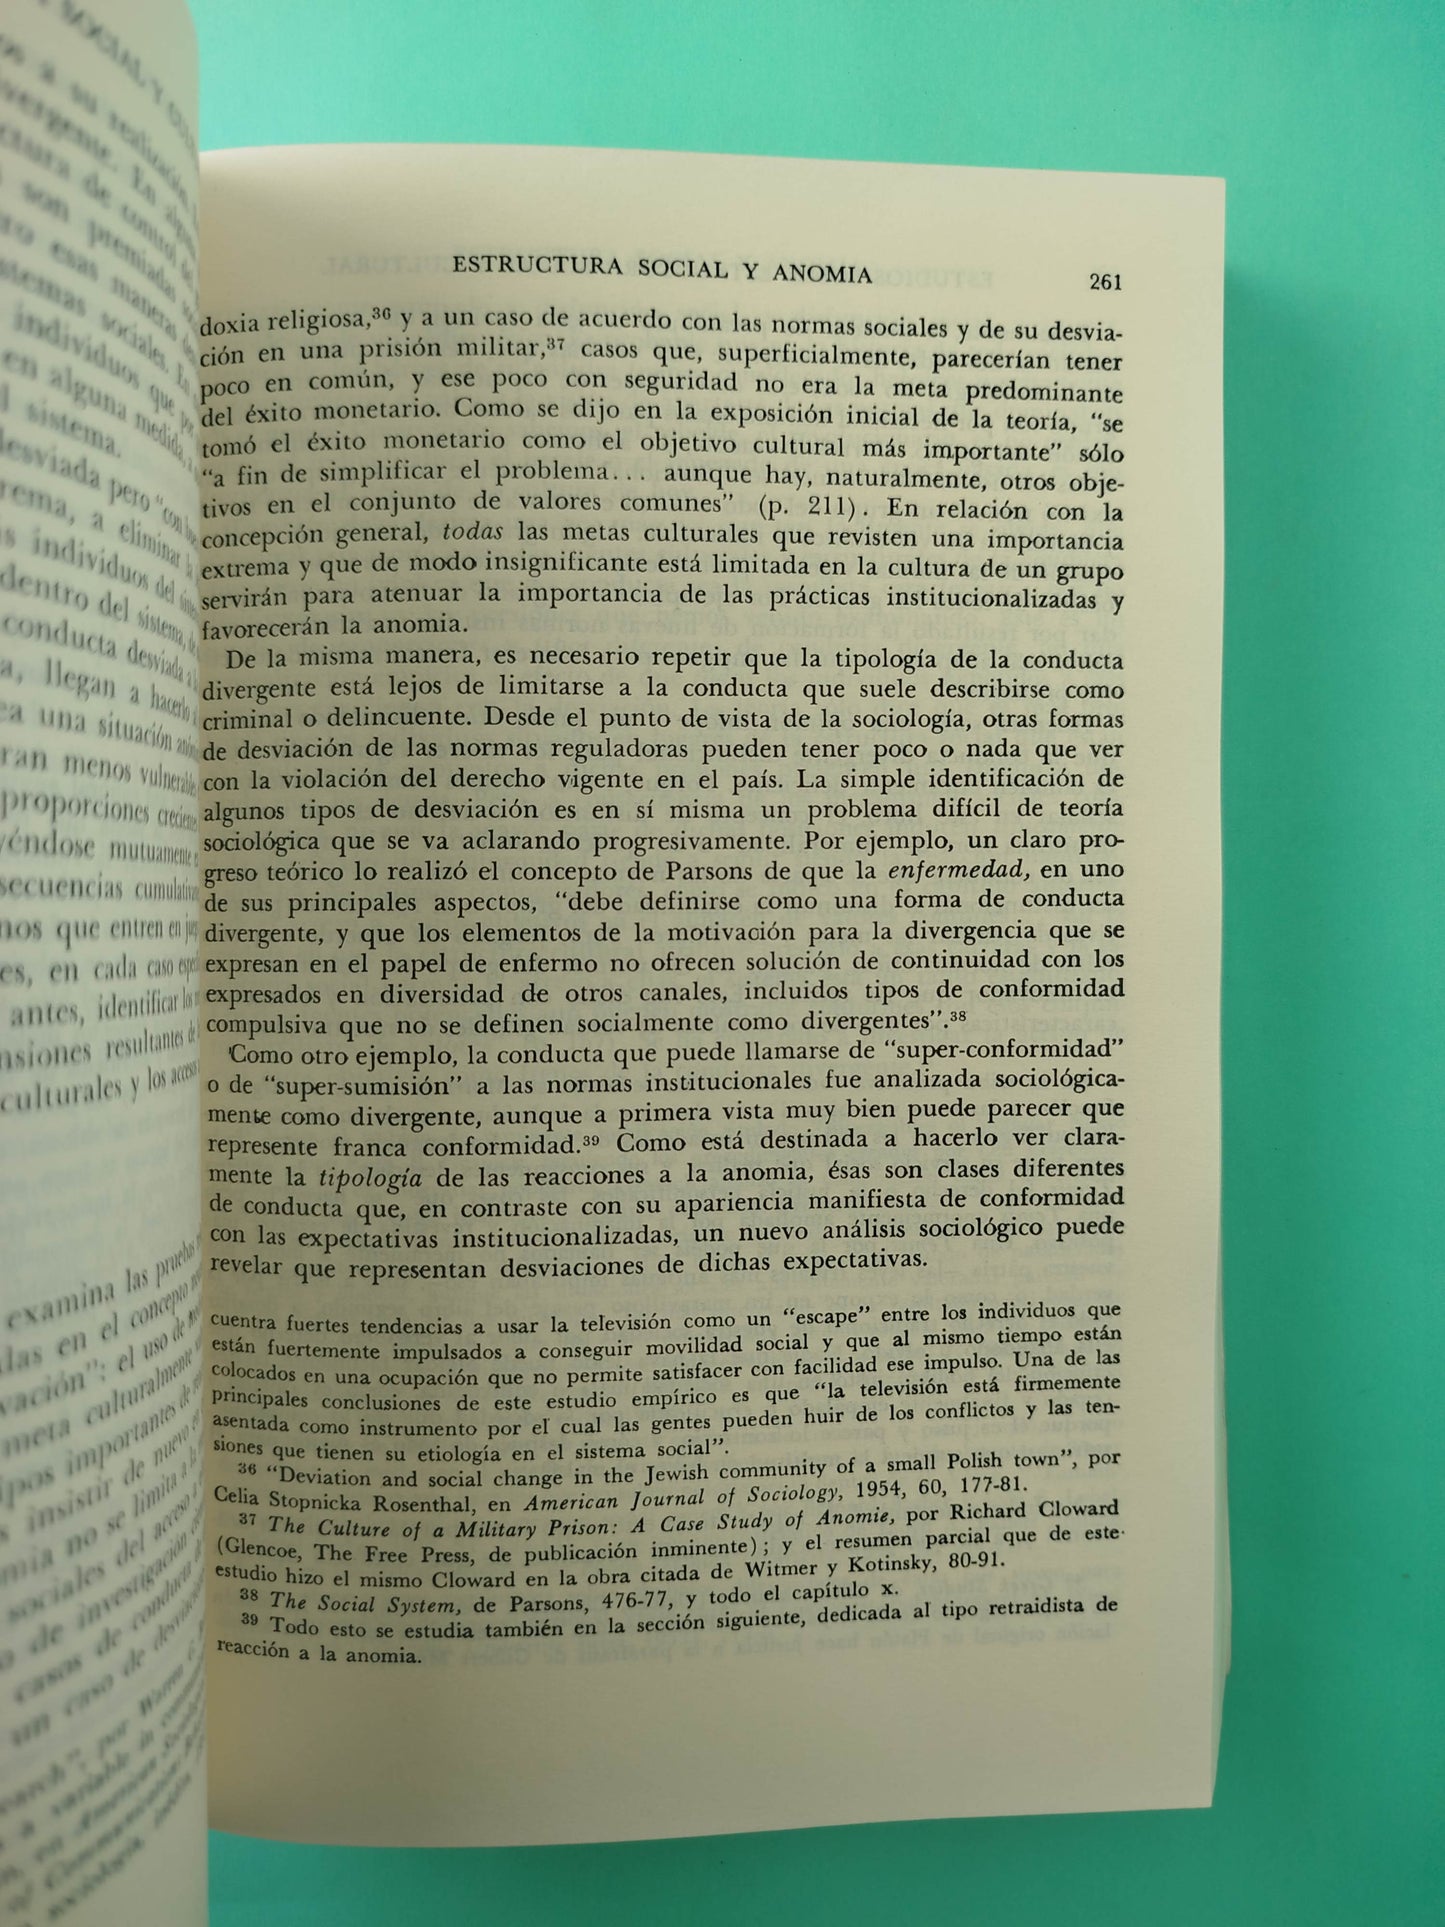 ESTRUCTURA SOCIAL Y ANOMIA 261
doxia religiosa,³⁶ y a un caso de acuerdo con las normas sociales y de su desvia-
ción en una prisión militar,³⁷ casos que, superficialmente, parecerían tener
poco en común, y ese poco con seguridad no era la meta predominante
del éxito monetario. Como se dijo en la exposición inicial de la teoría, “se
tomó el éxito monetario como el objetivo cultural más importante” sólo
“a fin de simplificar el problema... aunque hay, naturalmente, otros obje-
tivos en el conjunto de valores comunes” (p. 211). En relación con la
concepción general, todas las metas culturales que revisten una importancia
extrema y que de modo insignificante está limitada en la cultura de un grupo
servirán para atenuar la importancia de las prácticas institucionalizadas y
favorecerán la anomia.
De la misma manera, es necesario repetir que la tipología de la conducta
divergente está lejos de limitarse a la conducta que suele describirse como
criminal o delincuente. Desde el punto de vista de la sociología, otras formas
de desviación de las normas reguladoras pueden tener poco o nada que ver
con la violación del derecho vigente en el país. La simple identificación de
algunos tipos de desviación es en sí misma un problema difícil de teoría
sociológica que se va aclarando progresivamente. Por ejemplo, un claro pro-
greso teórico lo realizó el concepto de Parsons de que la enfermedad, en uno
de sus principales aspectos, “debe definirse como una forma de conducta
divergente, y que los elementos de la motivación para la divergencia que se
expresan en el papel de enfermo no ofrecen solución de continuidad con los
expresados en diversidad de otros canales, incluidos tipos de conformidad
compulsiva que no se definen socialmente como divergentes”.³⁸
Como otro ejemplo, la conducta que puede llamarse de “super-conformidad”
o de “super-sumisión” a las normas institucionales fue analizada sociológica-
mente como divergente, aunque a primera vista muy bien puede parecer que
represente franca conformidad.³⁹ Como está destinada a hacerlo ver clara-
mente la tipología de las reacciones a la anomia, ésas son clases diferentes
de conducta que, en contraste con su apariencia manifiesta de conformidad
con las expectativas institucionalizadas, un nuevo análisis sociológico puede
revelar que representan desviaciones de dichas expectativas.
cuentra fuertes tendencias a usar la televisión como un “escape” entre los individuos que
están fuertemente impulsados a conseguir movilidad social y que al mismo tiempo están
colocados en una ocupación que no permite satisfacer con facilidad ese impulso. Una de las
principales conclusiones de este estudio empírico es que “la televisión está firmemente
asentada como instrumento por el cual las gentes pueden huir de los conflictos y las ten-
siones que tienen su etiología en el sistema social”.
³⁶ “Deviation and social change in the Jewish community of a small Polish town”, por
Celia Stopnicka Rosenthal, en American Journal of Sociology, 1954, 60, 177-81.
³⁷ The Culture of a Military Prison: A Case Study of Anomie, por Richard Cloward
(Glencoe, The Free Press, de publicación inminente); y el resumen parcial que de este
estudio hizo el mismo Cloward en la obra citada de Witmer y Kotinsky, 80-91.
³⁸ The Social System, de Parsons, 476-77, y todo el capítulo x.
³⁹ Todo esto se estudia también en la sección siguiente, dedicada al tipo retraidista de
reacción a la anomia.